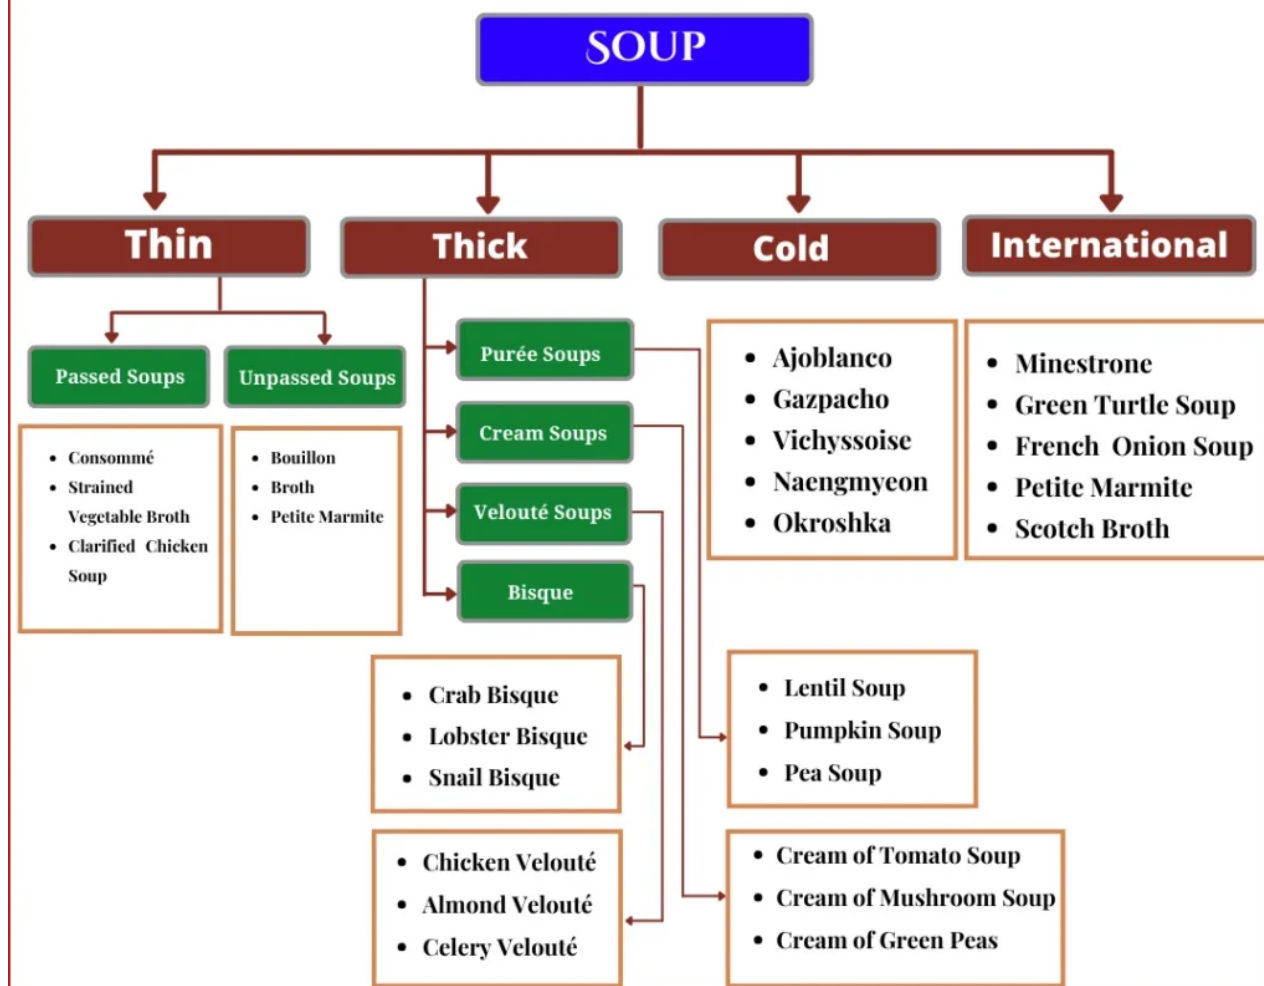 SOUP
Thin
Thick
Cold
International
Passed Soups
Unpassed Soups
Consommé
Strained
Vegetable Broth
Clarified Chicken
Soup
Bouillon
Broth
Petite Marmite
Purée Soups
Cream Soups
Velouté Soups
Bisque
Ajoblanco
Gazpacho
Vichyssoise
Naengmyeon
Okroshka
Minestrone
Green Turtle Soup
French Onion Soup
Petite Marmite
Scotch Broth
Crab Bisque
Lobster Bisque
Snail Bisque
Lentil Soup
Pumpkin Soup
Pea Soup
Chicken Velouté
Almond Velouté
Celery Velouté
Cream of Tomato Soup
Cream of Mushroom Soup
Cream of Green Peas